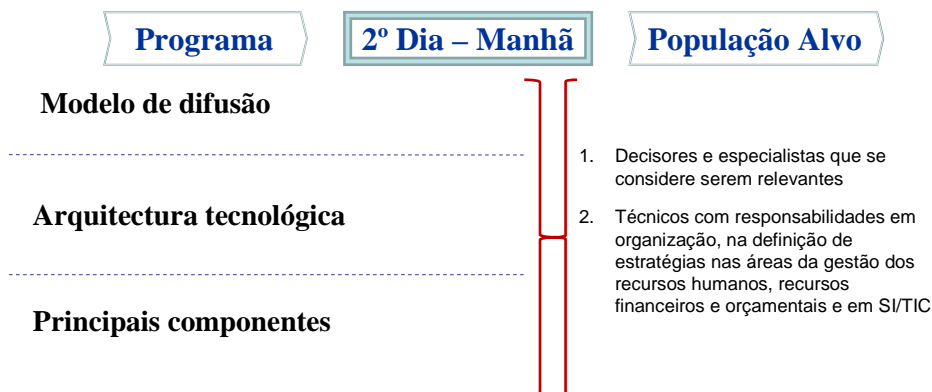 Programa
2º Dia – Manhã
População Alvo
Modelo de difusão
Arquitectura tecnológica
Principais componentes
1. Decisores e especialistas que se
considere serem relevantes
2. Técnicos com responsabilidades em
organização, na definição de
estratégias nas áreas da gestão dos
recursos humanos, recursos
financeiros e orçamentais e em SI/TIC